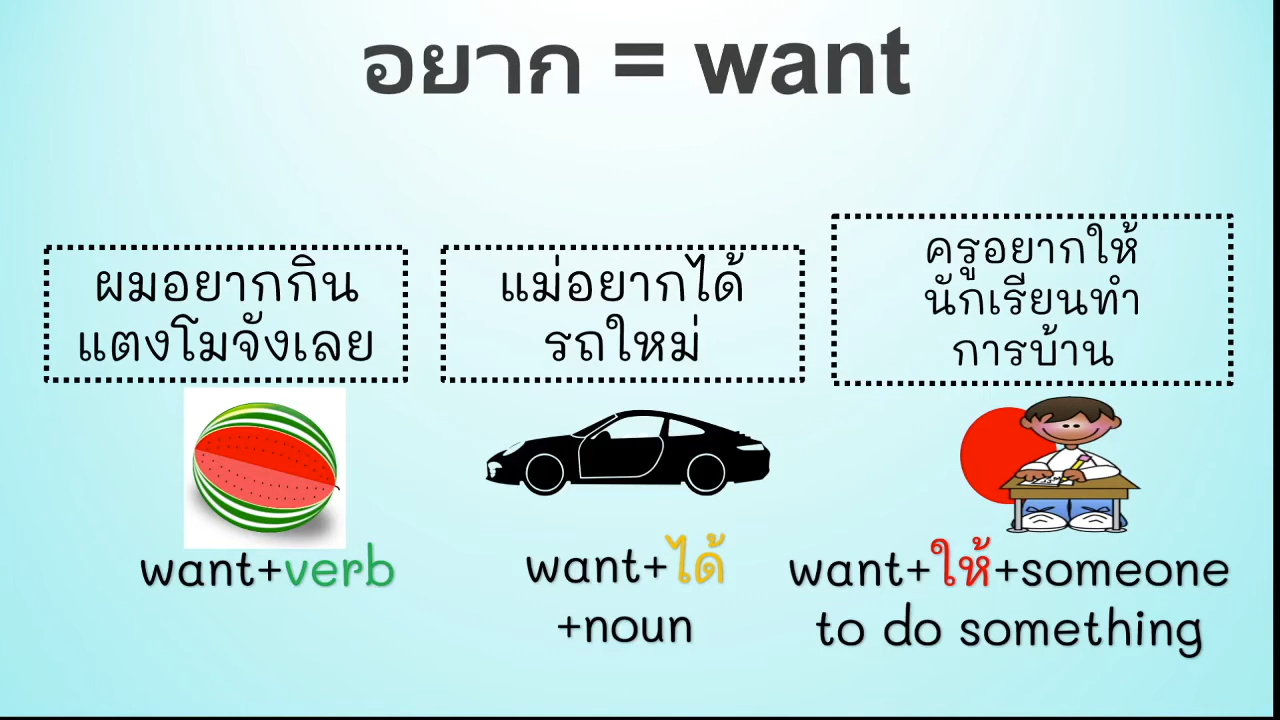 อยาก = want
ผมอยากกิน
แตงโมจังเลย
แม่อยากได้
รถใหม่
ครูอยากให้
นักเรียนทำ
การบ้าน
want+verb
want+ได้
+noun
want+ให้+someone
to do something